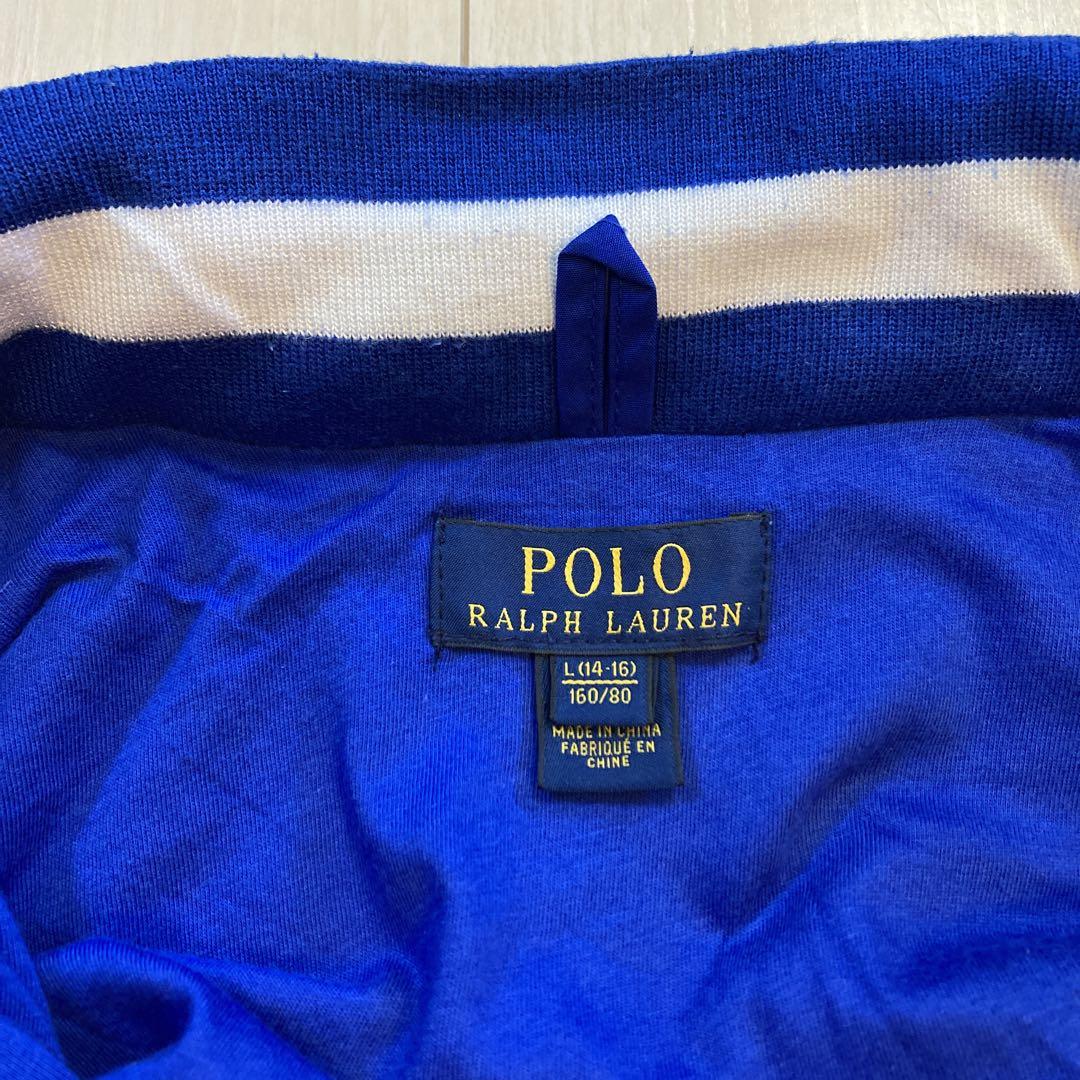 POLO
RALPH LAUREN
L (14-16)
160/80
MADE IN CHINA
FABRIQUÉ EN
CHINE